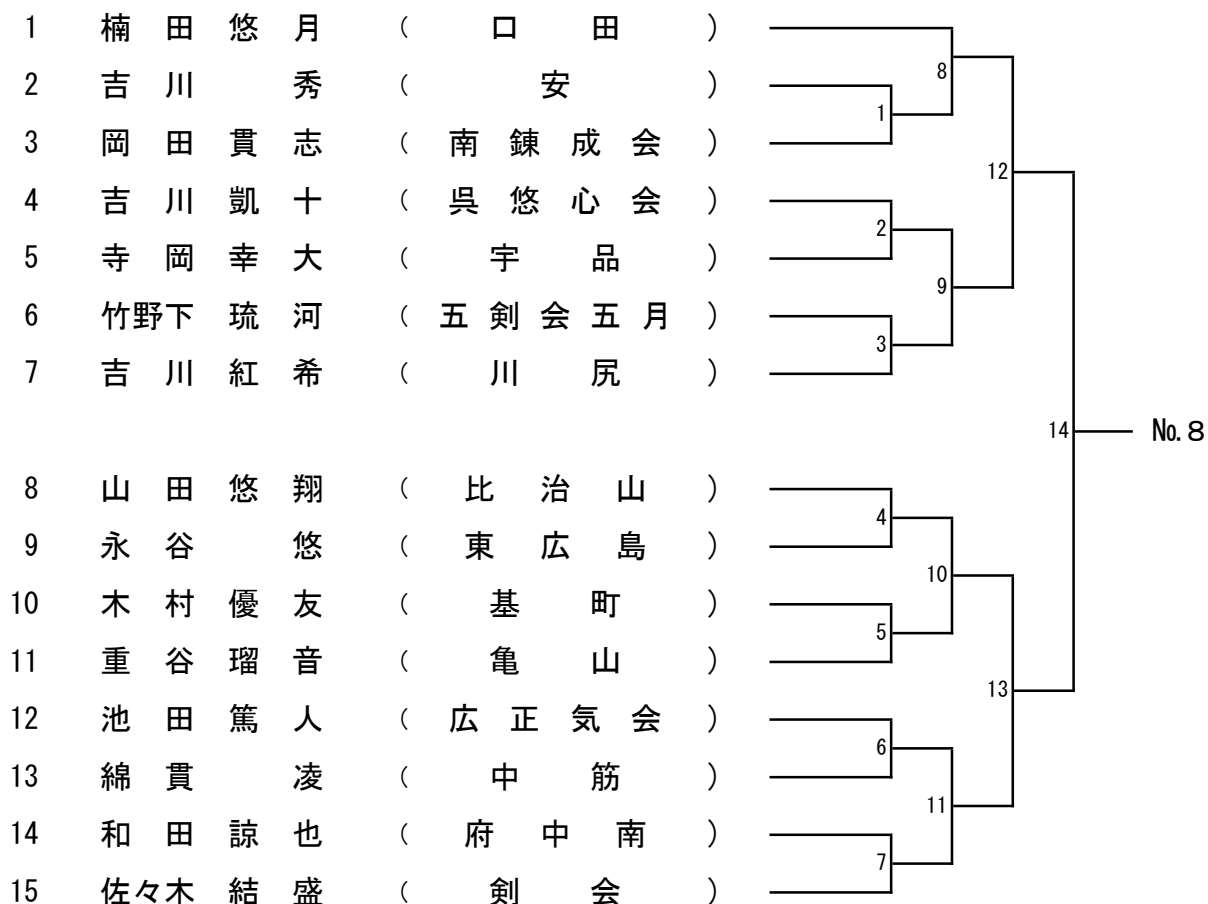 1 楠田悠月 ( 口田 )
8
2 吉川 秀 ( 安 )
1
3 岡田貫志 ( 南錬成会 )
12
4 吉川凱十 ( 呉悠心会 )
2
5 寺岡幸大 ( 宇品 )
9
6 竹野下琉河 ( 五剣会五月 )
3
7 吉川紅希 ( 川尻 )
14 №8
8 山田悠翔 ( 比治山 )
4
9 永谷 悠 ( 東広島 )
10
10 木村優友 ( 基町 )
5
11 重谷瑠音 ( 亀山 )
13
12 池田篤人 ( 広正気会 )
6
13 綿貫 凌 ( 中筋 )
11
14 和田諒也 ( 府中南 )
7
15 佐々木結盛 ( 剣会 )